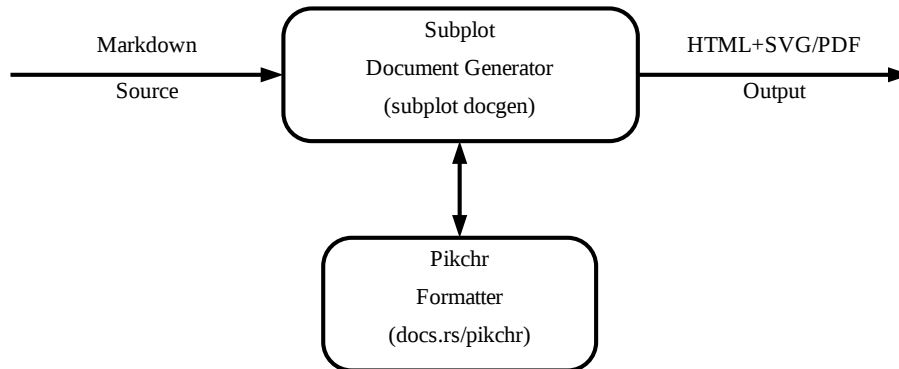 Markdown
Source
Subplot
Document Generator
(subplot docgen)
HTML+SVG/PDF
Output
Pikchr
Formatter
(docs.rs/pikchr)